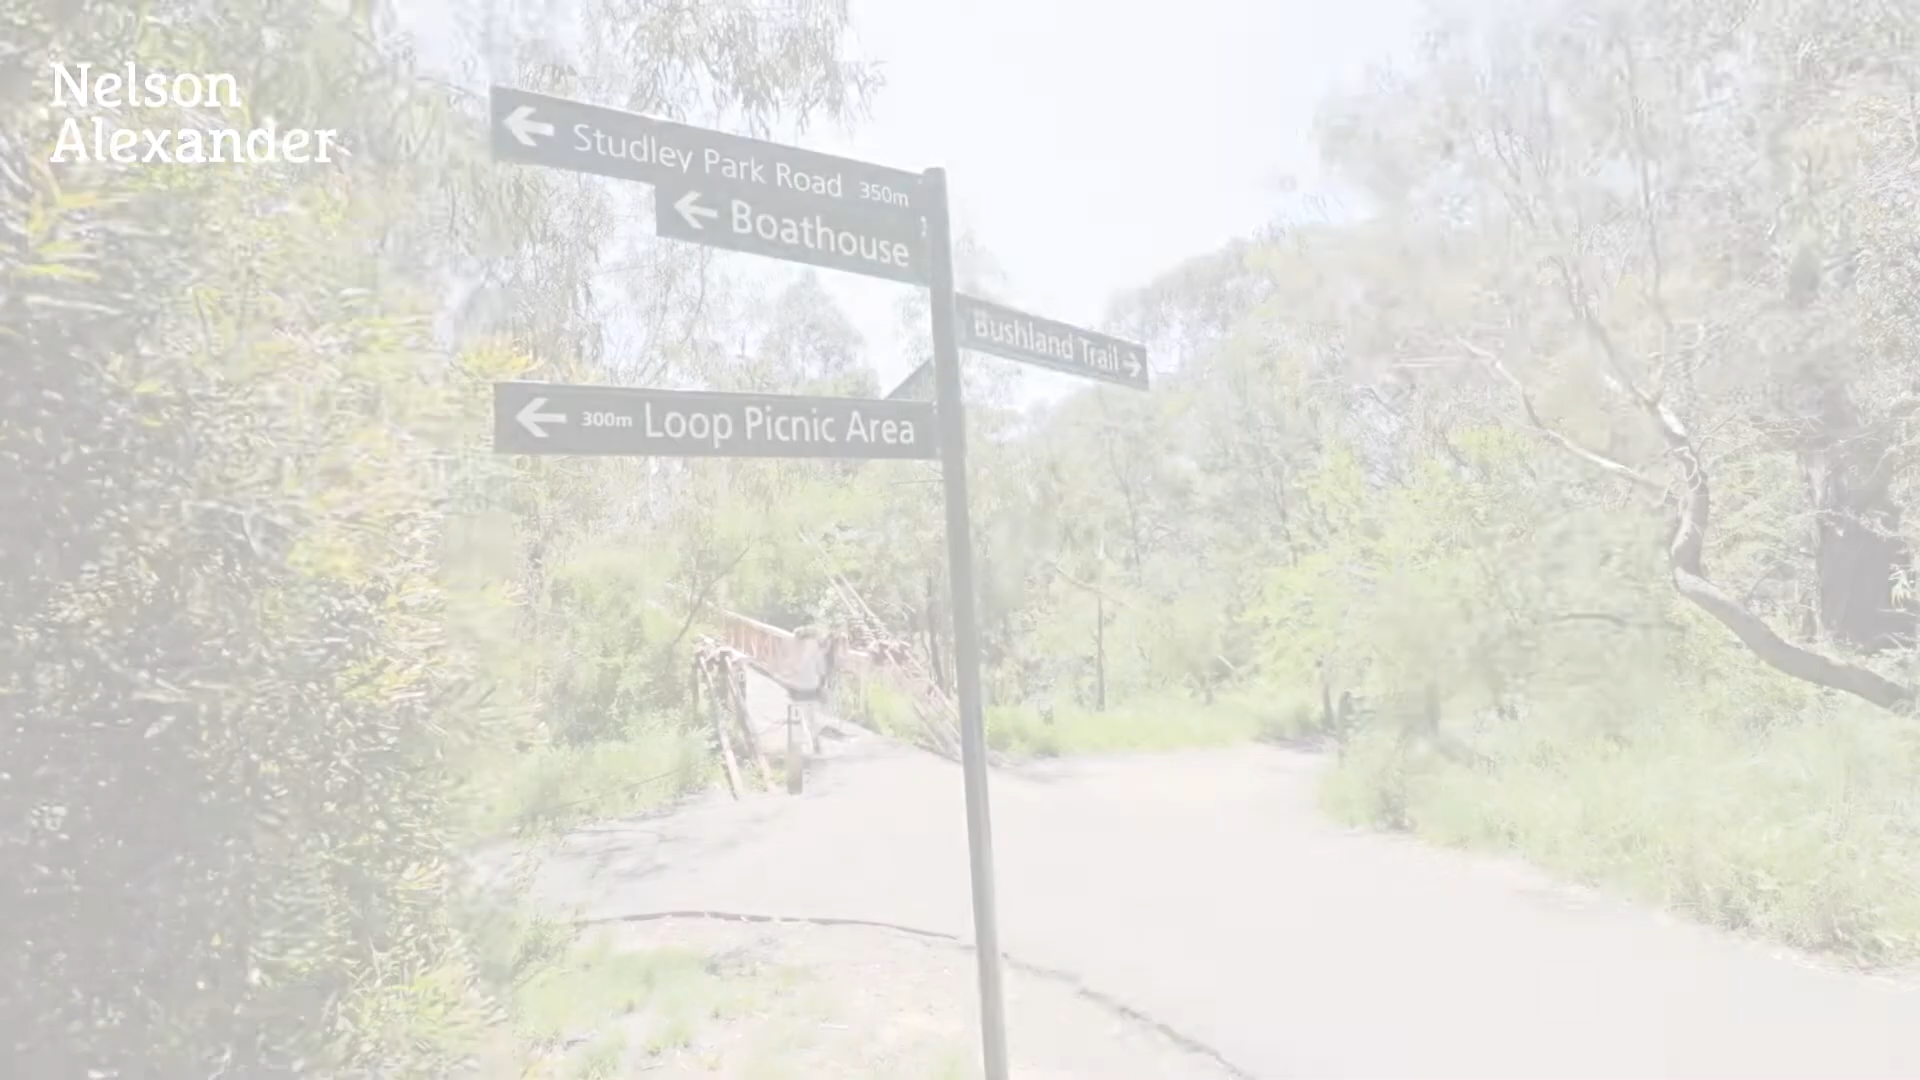 Nelson
Alexander
Studley Park Road 350m
Boathouse
Bushland Trail
300m Loop Picnic Area